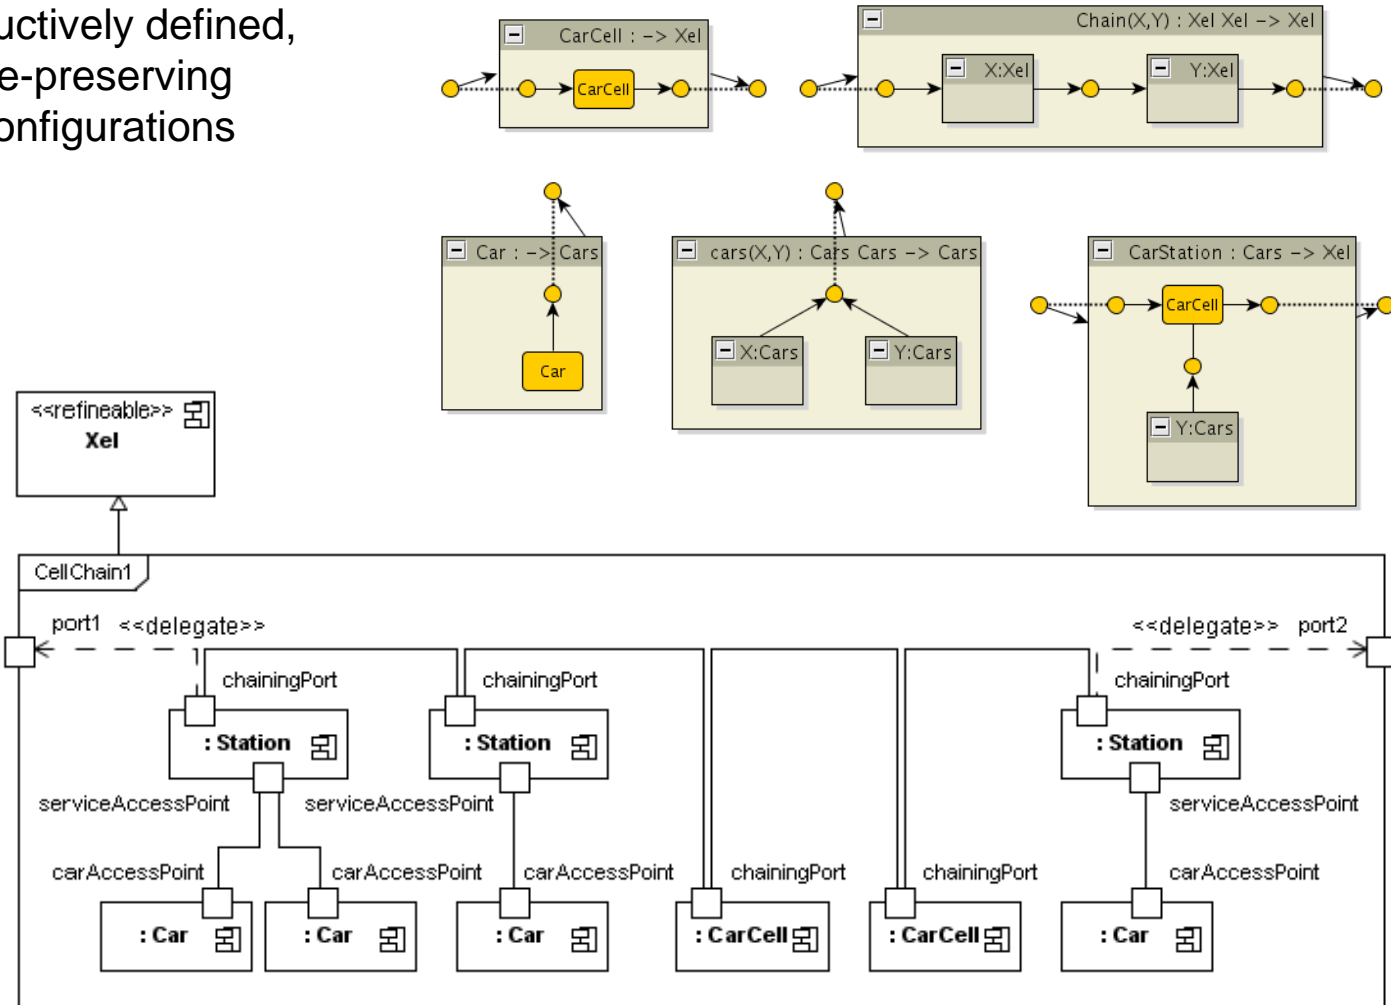 uctively defined,
e-preserving
onfigurations
CarCell : -> Xel
CarCell
Chain(X,Y) : Xel Xel -> Xel
X:Xel
Y:Xel
Car : -> Cars
Car
cars(X,Y) : Cars Cars -> Cars
X:Cars
Y:Cars
CarStation : Cars -> Xel
CarCell
Y:Cars
<<refineable>>
Xel
CellChain1
port1 <<delegate>>
<<delegate>> port2
chainingPort
chainingPort
chainingPort
: Station
: Station
: Station
serviceAccessPoint
serviceAccessPoint
serviceAccessPoint
carAccessPoint
carAccessPoint
carAccessPoint
chainingPort
chainingPort
carAccessPoint
: Car
: Car
: Car
: CarCell
: CarCell
: Car